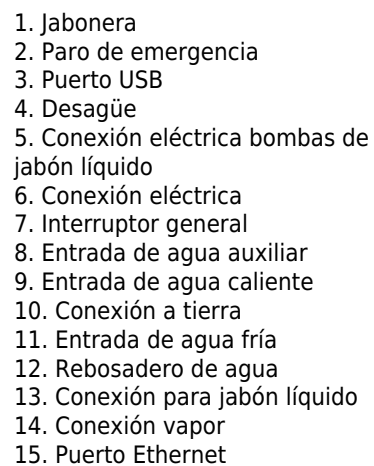 1. Jabonera
2. Paro de emergencia
3. Puerto USB
4. Desagüe
5. Conexión eléctrica bombas de
jabón líquido
6. Conexión eléctrica
7. Interruptor general
8. Entrada de agua auxiliar
9. Entrada de agua caliente
10. Conexión a tierra
11. Entrada de agua fría
12. Rebosadero de agua
13. Conexión para jabón líquido
14. Conexión vapor
15. Puerto Ethernet